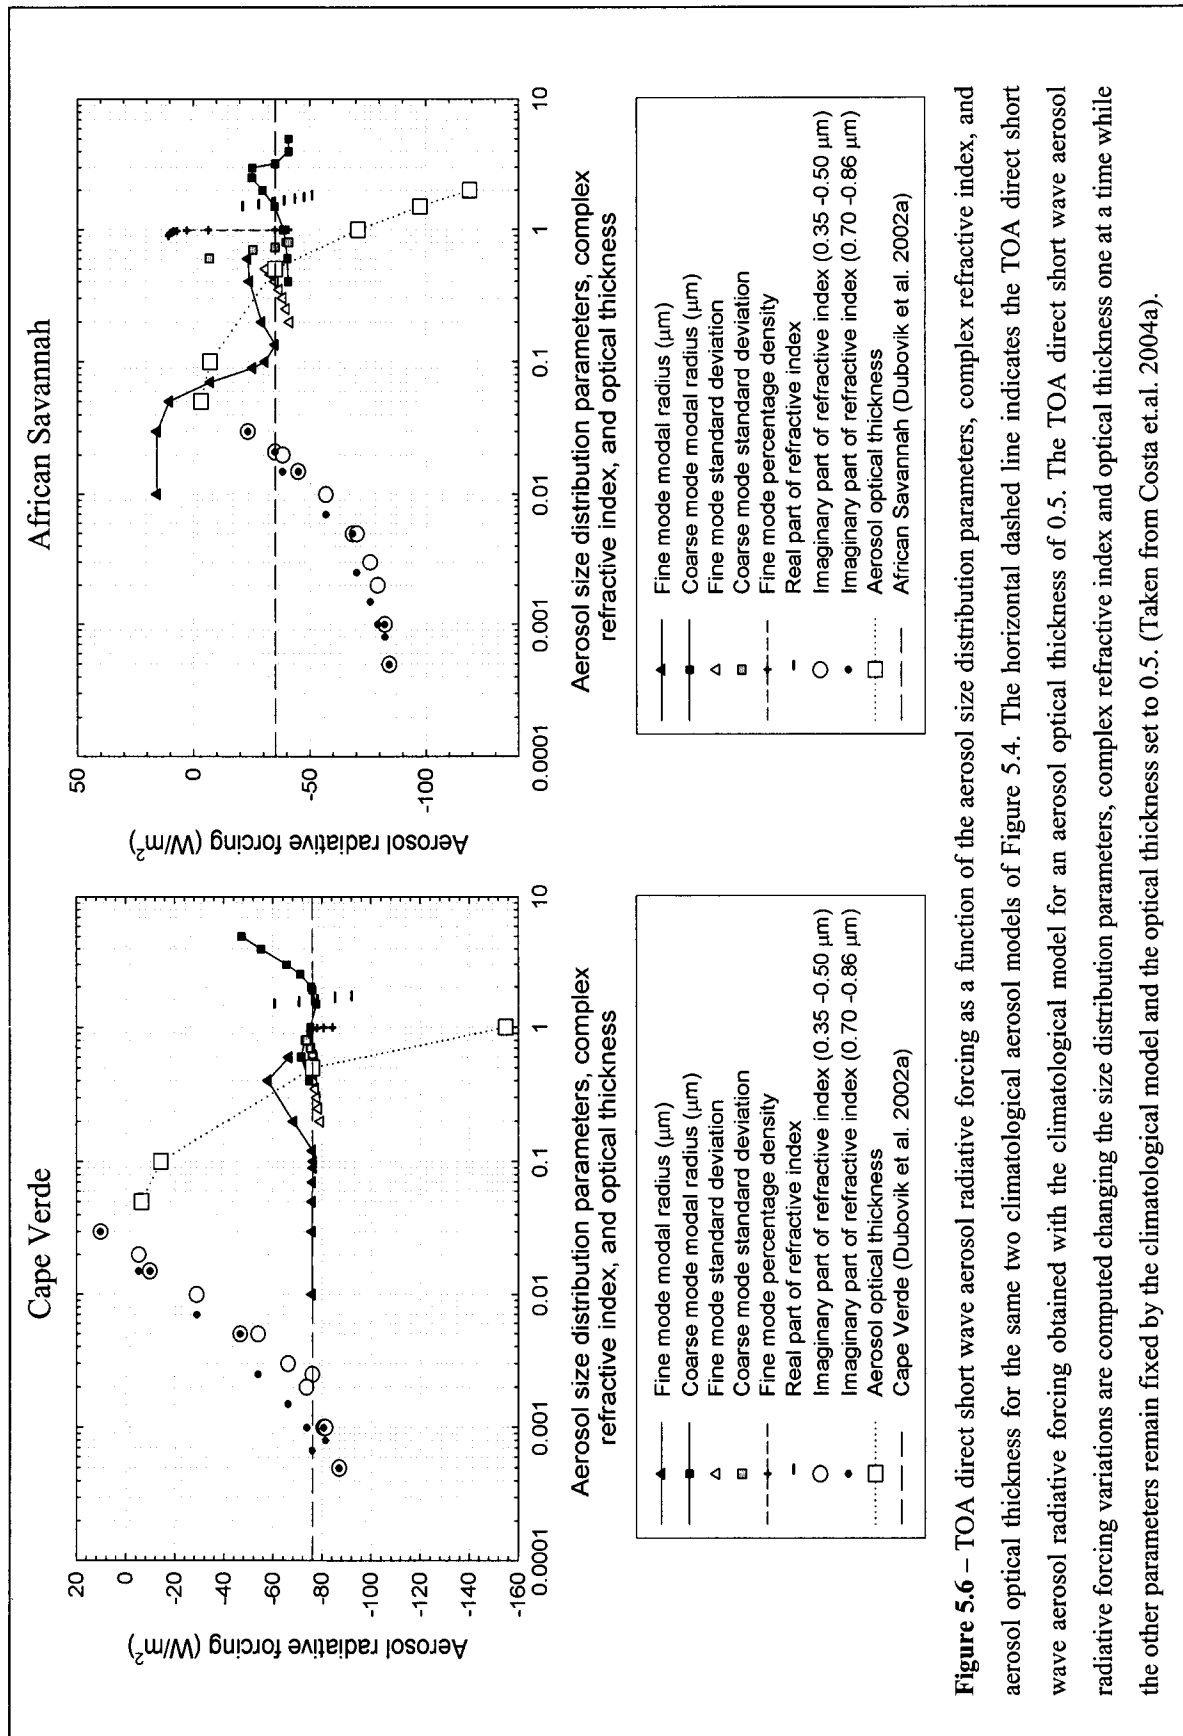 Cape Verde
Aerosol radiative forcing (W/m²)
20
0
-20
-40
-60
-80
-100
-120
-140
-160
0.0001
0.001
0.01
0.1
1
10
Aerosol size distribution parameters, complex
refractive index, and optical thickness
Fine mode modal radius (μm)
Coarse mode modal radius (μm)
Fine mode standard deviation
Coarse mode standard deviation
Fine mode percentage density
Real part of refractive index
Imaginary part of refractive index (0.35 -0.50 μm)
Imaginary part of refractive index (0.70 -0.86 μm)
Aerosol optical thickness
Cape Verde (Dubovik et al. 2002a)
African Savannah
Aerosol radiative forcing (W/m²)
50
0
-50
-100
0.0001
0.001
0.01
0.1
1
10
Aerosol size distribution parameters, complex
refractive index, and optical thickness
Fine mode modal radius (μm)
Coarse mode modal radius (μm)
Fine mode standard deviation
Coarse mode standard deviation
Fine mode percentage density
Real part of refractive index
Imaginary part of refractive index (0.35 -0.50 μm)
Imaginary part of refractive index (0.70 -0.86 μm)
Aerosol optical thickness
African Savannah (Dubovik et al. 2002a)
Figure 5.6 – TOA direct short wave aerosol radiative forcing as a function of the aerosol size distribution parameters, complex refractive index, and
aerosol optical thickness for the same two climatological aerosol models of Figure 5.4. The horizontal dashed line indicates the TOA direct short
wave aerosol radiative forcing obtained with the climatological model for an aerosol optical thickness of 0.5. The TOA direct short wave aerosol
radiative forcing variations are computed changing the size distribution parameters, complex refractive index and optical thickness one at a time while
the other parameters remain fixed by the climatological model and the optical thickness set to 0.5. (Taken from Costa et.al. 2004a).